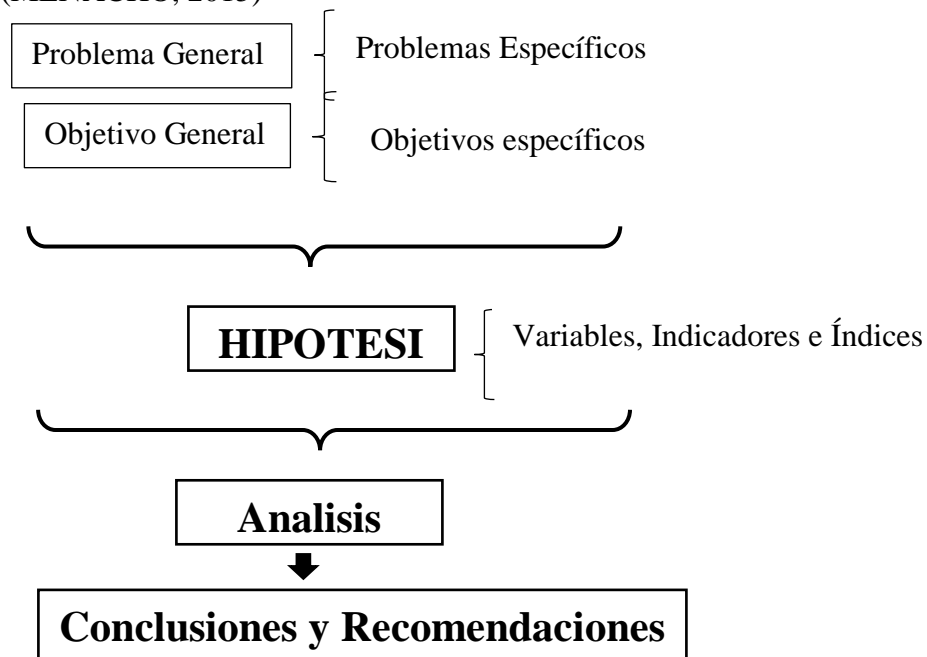 Problema General
Problemas Específicos
Objetivo General
Objetivos específicos
HIPOTESI
Variables, Indicadores e Índices
Analisis
Conclusiones y Recomendaciones